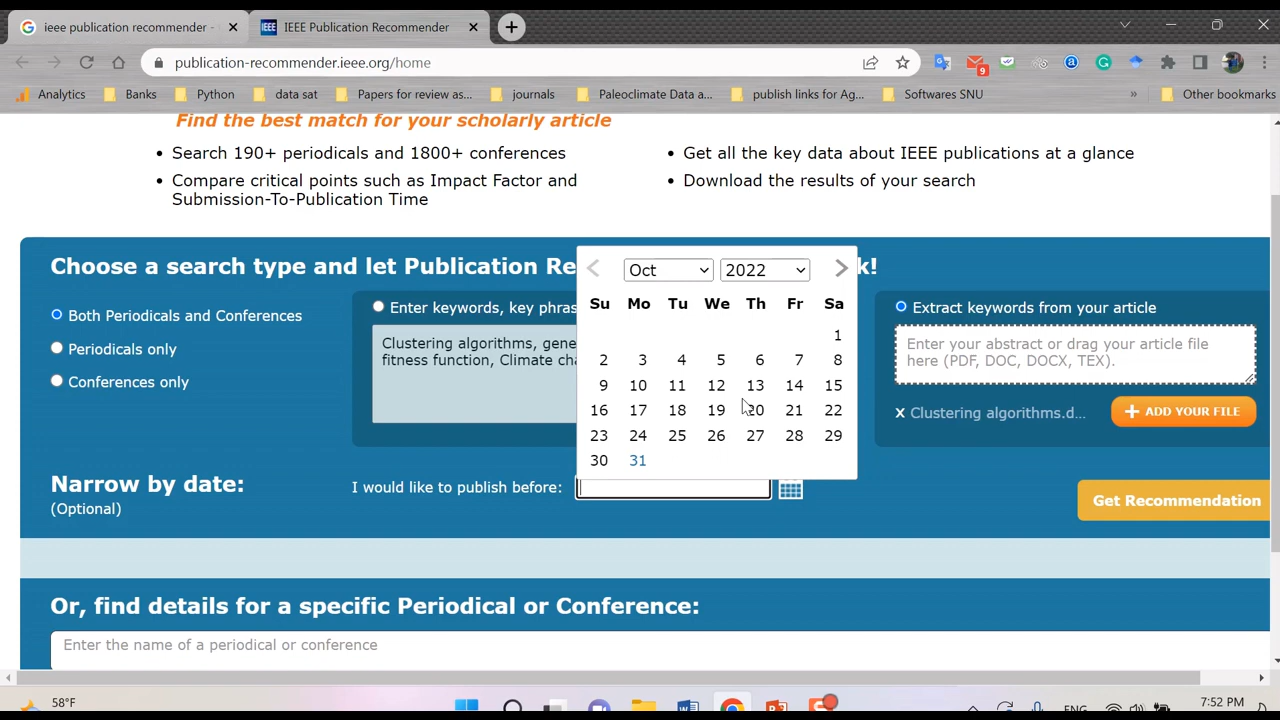 ieee publication recommender -
IEEE Publication Recommender
publication-recommender.ieee.org/home
9
Analytics
Banks
Python
data sat
Papers for review as...
journals
Paleoclimate Data a...
publish links for Ag...
Softwares SNU
»
Other bookmarks
Find the best match for your scholarly article
• Search 190+ periodicals and 1800+ conferences
• Compare critical points such as Impact Factor and
Submission-To-Publication Time
• Get all the key data about IEEE publications at a glance
• Download the results of your search
Choose a search type and let Publication Re
k!
Both Periodicals and Conferences
Periodicals only
Conferences only
Enter keywords, key phras
Clustering algorithms, gene
fitness function, Climate cha
Oct 2022
Su Mo Tu We Th Fr Sa
1
2 3 4 5 6 7 8
9 10 11 12 13 14 15
16 17 18 19 20 21 22
23 24 25 26 27 28 29
30 31
Extract keywords from your article
Enter your abstract or drag your article file
here (PDF, DOC, DOCX, TEX).
x Clustering algorithms.d...
+ ADD YOUR FILE
Narrow by date:
(Optional)
I would like to publish before:
Get Recommendation
Or, find details for a specific Periodical or Conference:
Enter the name of a periodical or conference
58°F
ENG
7:52 PM